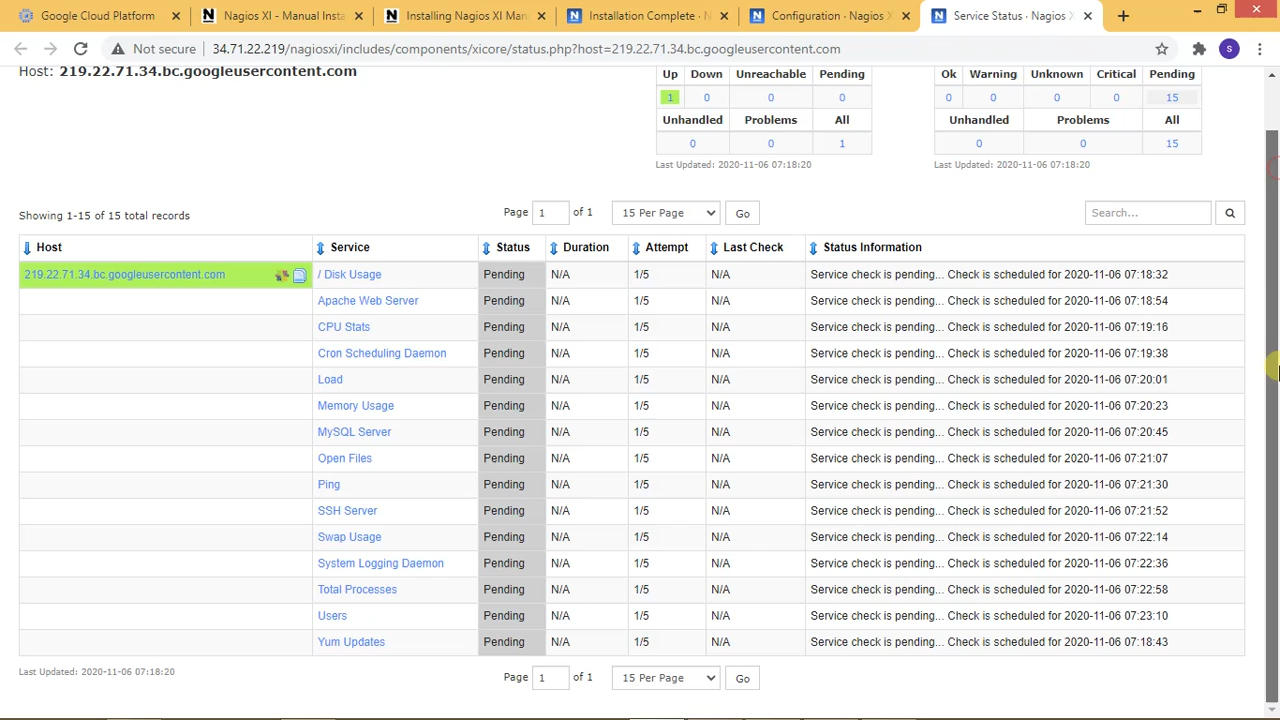 Google Cloud Platform
Nagios XI - Manual Insta
Installing Nagios XI Man
Installation Complete · N
Configuration · Nagios X
Service Status · Nagios X
Not secure
34.71.22.219/nagiosxi/includes/components/xicore/status.php?host=219.22.71.34.bc.googleusercontent.com
S
Host: 219.22.71.34.bc.googleusercontent.com
Up Down Unreachable Pending
1 0 0 0
Unhandled Problems All
0 0 1
Last Updated: 2020-11-06 07:18:20
Ok Warning Unknown Critical Pending
0 0 0 0 15
Unhandled Problems All
0 0 15
Last Updated: 2020-11-06 07:18:20
Showing 1-15 of 15 total records
Page 1 of 1 15 Per Page Go
Search...
Host Service Status Duration Attempt Last Check Status Information
219.22.71.34.bc.googleusercontent.com / Disk Usage Pending N/A 1/5 N/A Service check is pending... Check is scheduled for 2020-11-06 07:18:32
Apache Web Server Pending N/A 1/5 N/A Service check is pending... Check is scheduled for 2020-11-06 07:18:54
CPU Stats Pending N/A 1/5 N/A Service check is pending... Check is scheduled for 2020-11-06 07:19:16
Cron Scheduling Daemon Pending N/A 1/5 N/A Service check is pending... Check is scheduled for 2020-11-06 07:19:38
Load Pending N/A 1/5 N/A Service check is pending... Check is scheduled for 2020-11-06 07:20:01
Memory Usage Pending N/A 1/5 N/A Service check is pending... Check is scheduled for 2020-11-06 07:20:23
MySQL Server Pending N/A 1/5 N/A Service check is pending... Check is scheduled for 2020-11-06 07:20:45
Open Files Pending N/A 1/5 N/A Service check is pending... Check is scheduled for 2020-11-06 07:21:07
Ping Pending N/A 1/5 N/A Service check is pending... Check is scheduled for 2020-11-06 07:21:30
SSH Server Pending N/A 1/5 N/A Service check is pending... Check is scheduled for 2020-11-06 07:21:52
Swap Usage Pending N/A 1/5 N/A Service check is pending... Check is scheduled for 2020-11-06 07:22:14
System Logging Daemon Pending N/A 1/5 N/A Service check is pending... Check is scheduled for 2020-11-06 07:22:36
Total Processes Pending N/A 1/5 N/A Service check is pending... Check is scheduled for 2020-11-06 07:22:58
Users Pending N/A 1/5 N/A Service check is pending... Check is scheduled for 2020-11-06 07:23:10
Yum Updates Pending N/A 1/5 N/A Service check is pending... Check is scheduled for 2020-11-06 07:18:43
Last Updated: 2020-11-06 07:18:20
Page 1 of 1 15 Per Page Go